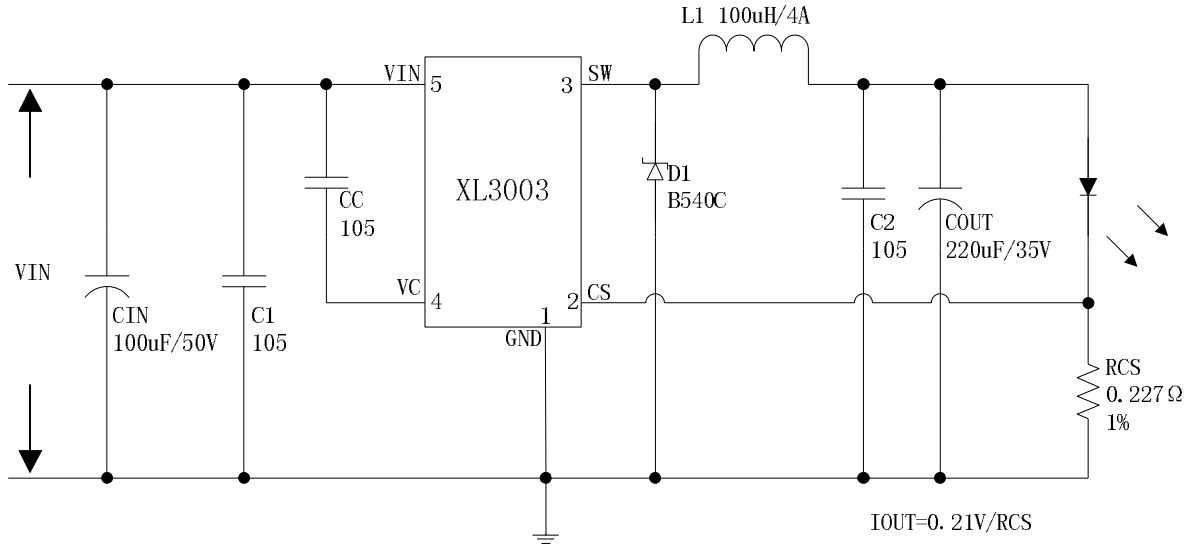 L1 100uH/4A
VIN
5
3
SW
XL3003
CC
105
D1
B540C
C2
105
COUT
220uF/35V
VIN
VC
4
2
CS
CIN
100uF/50V
C1
105
1
GND
RCS
0.227Ω
1%
IOUT=0.21V/RCS